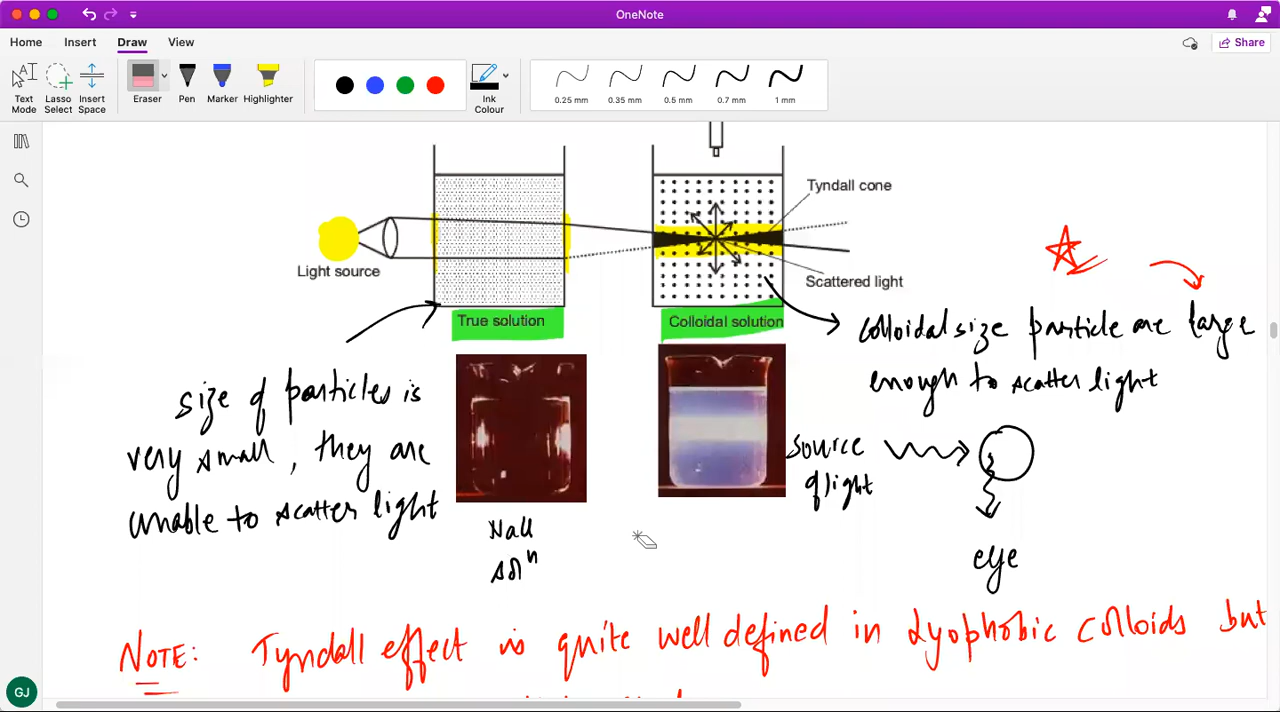 OneNote
Home Insert Draw View
Share
Text Mode
Lasso Select
Insert Space
Eraser
Pen
Marker
Highlighter
Ink Colour
0.25 mm
0.35 mm
0.5 mm
0.7 mm
1 mm
Tyndall cone
Light source
Scattered light
True solution
Colloidal solution
colloidal size particle are large
enough to scatter light
size of particles is
very small, they are
unable to scatter light
source
of light
eye
NaCl
solⁿ
NOTE: Tyndall effect is quite well defined in Lyophobic colloids but
GJ